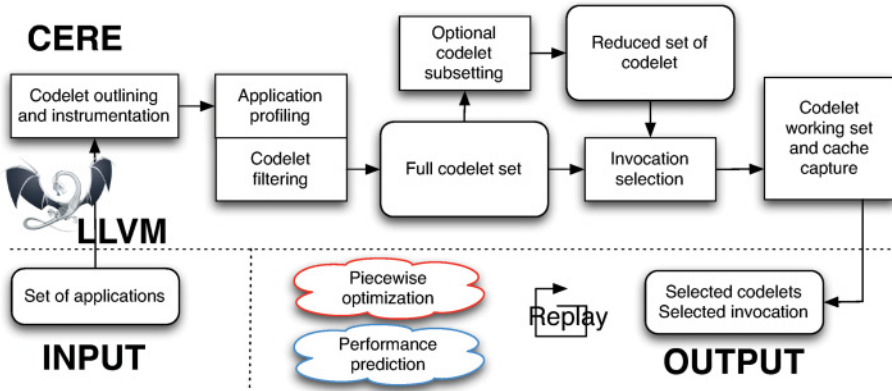 CERE
Codelet outlining
and instrumentation
Application
profiling
Codelet
filtering
Optional
codelet
subsetting
Reduced set of
codelet
Full codelet set
Invocation
selection
Codelet
working set
and cache
capture
LLVM
Set of applications
INPUT
Piecewise
optimization
Performance
prediction
Replay
Selected codelets
Selected invocation
OUTPUT